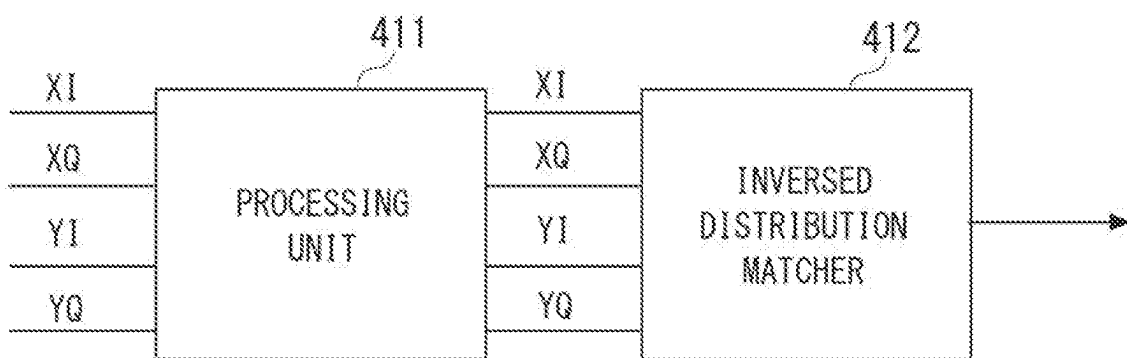 411
412
XI
XI
XQ
XQ
PROCESSING
UNIT
INVERSED
DISTRIBUTION
MATCHER
YI
YI
YQ
YQ